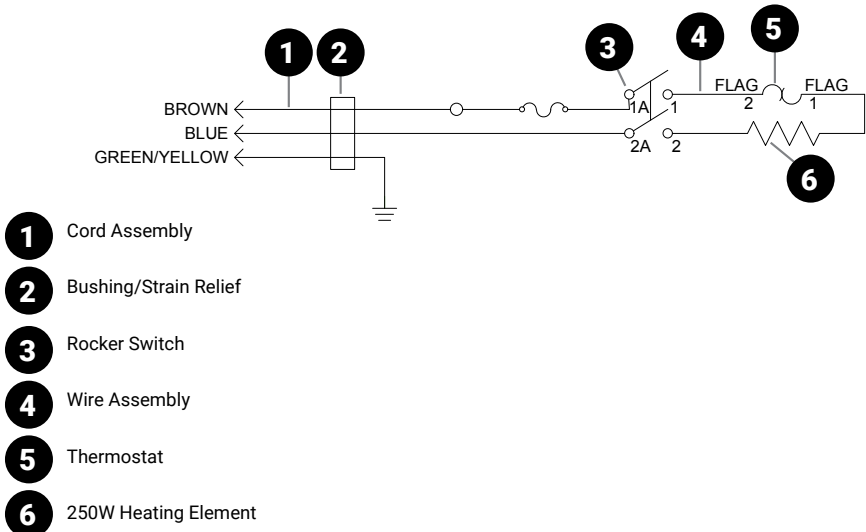 1 2 3 4 5
BROWN 1A 1 FLAG 2 FLAG 1
BLUE 2A 2
GREEN/YELLOW
6
1 Cord Assembly
2 Bushing/Strain Relief
3 Rocker Switch
4 Wire Assembly
5 Thermostat
6 250W Heating Element